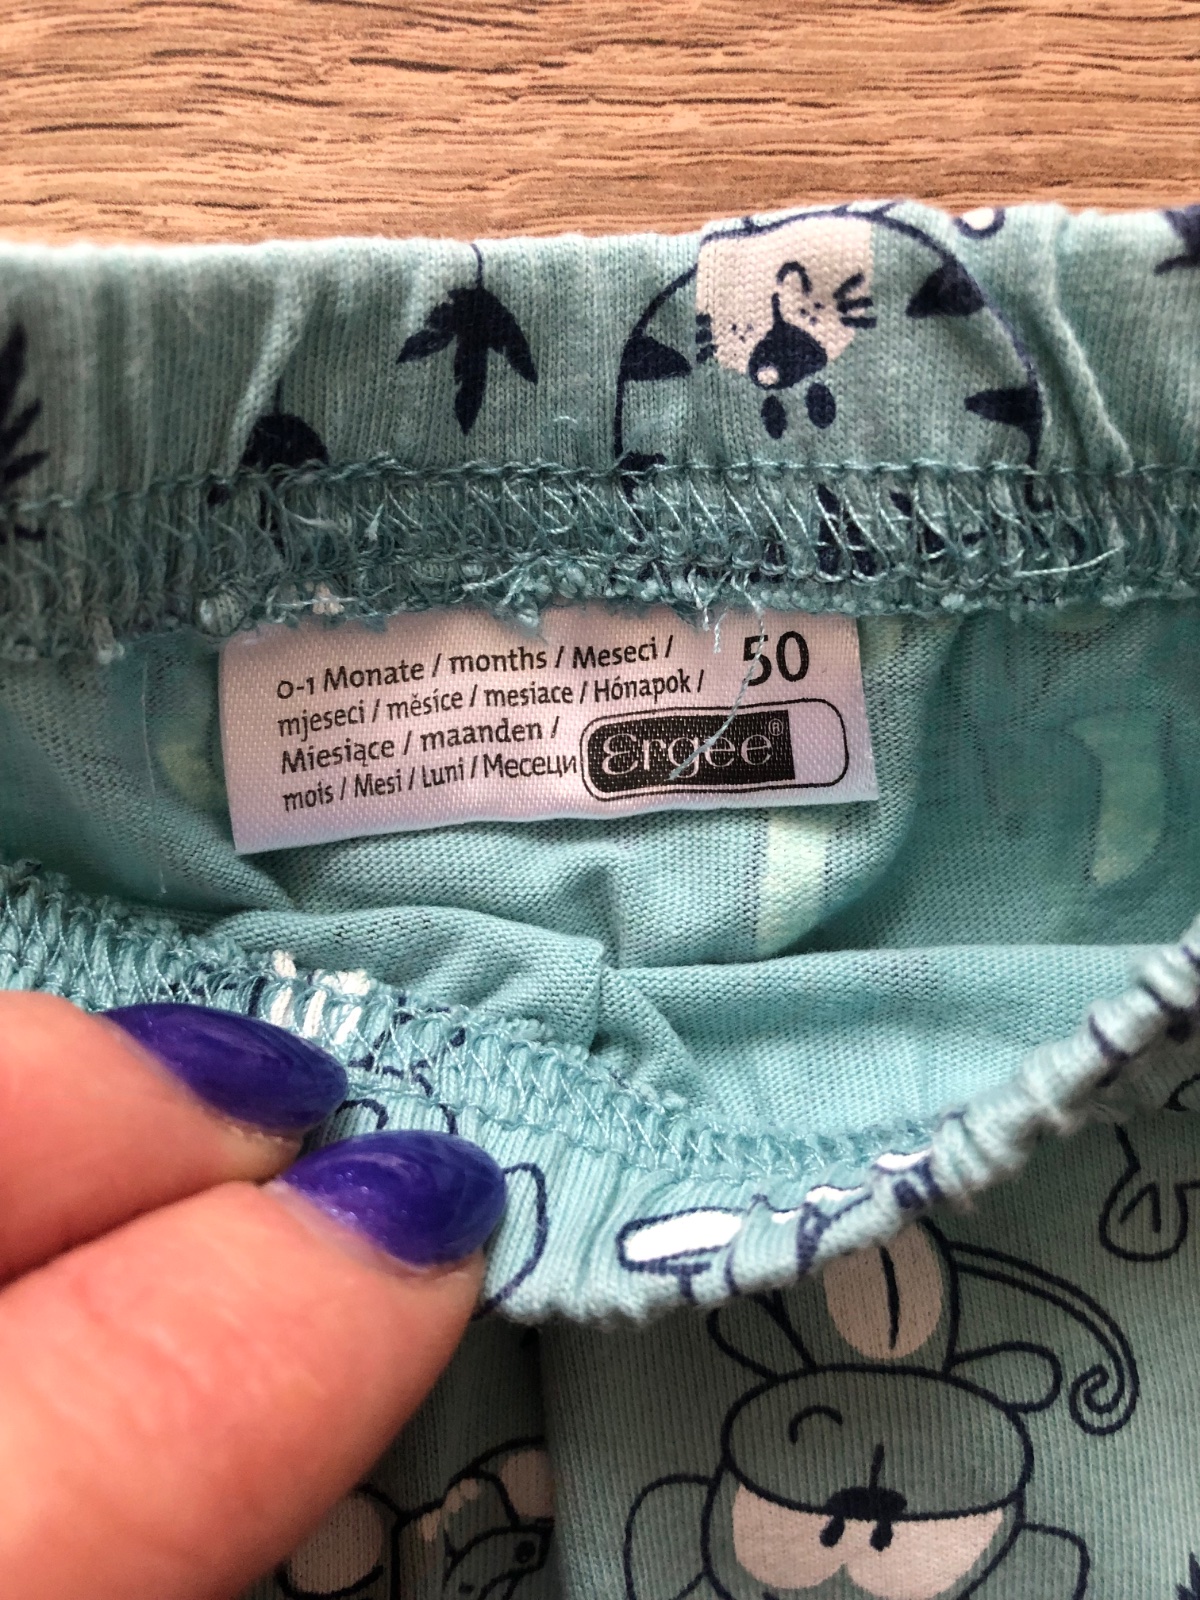 0-1 Monate / months / Meseci /
mjeseci / měsíce / mesiace / Hónapok /
Miesiące / maanden /
mois / Mesi / Luni / Месеци
50
Ergee®